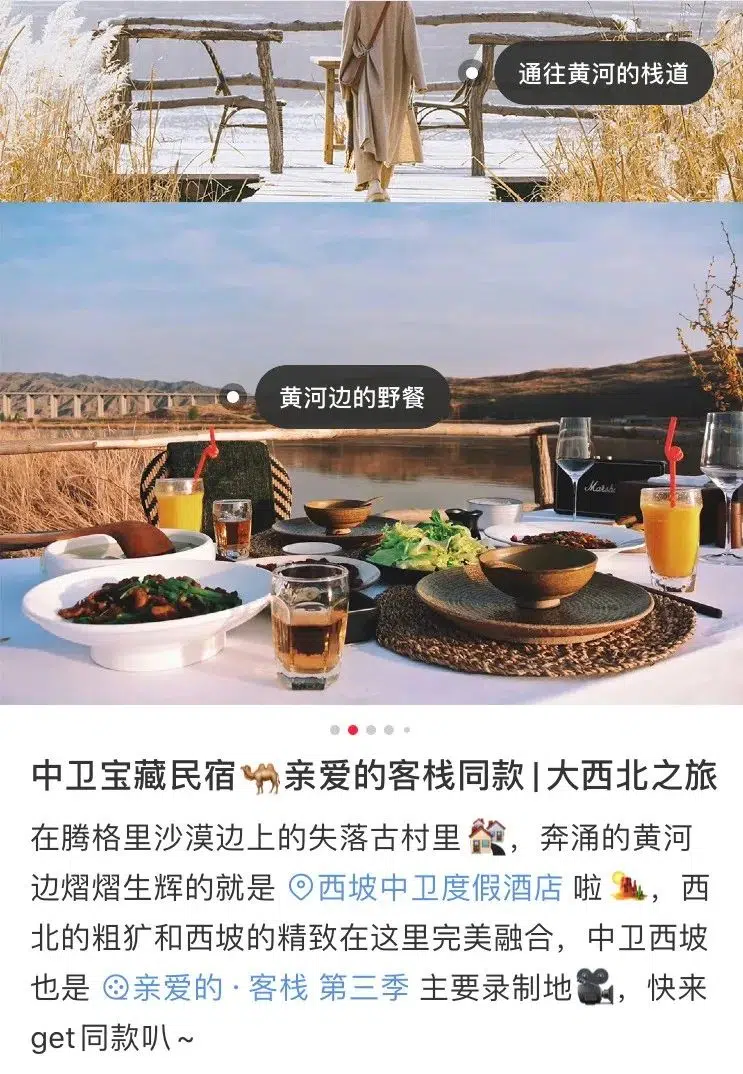 通往黄河的栈道
黄河边的野餐
Marsha
中卫宝藏民宿🐫亲爱的客栈同款|大西北之旅
在腾格里沙漠边上的失落古村里🏘️，奔涌的黄河
边熠熠生辉的就是 西坡中卫度假酒店 啦🏜️，西
北的粗犷和西坡的精致在这里完美融合，中卫西坡
也是 亲爱的·客栈 第三季 主要录制地🎥，快来
get同款叭~